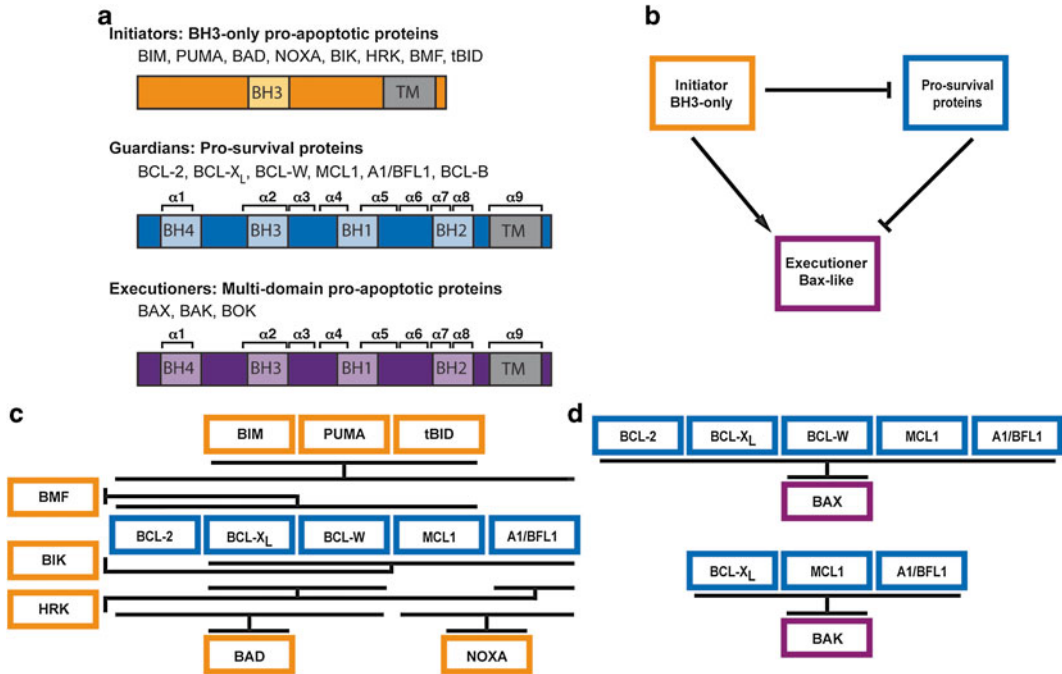 a
Initiators: BH3-only pro-apoptotic proteins
BIM, PUMA, BAD, NOXA, BIK, HRK, BMF, tBID
BH3 TM
Guardians: Pro-survival proteins
BCL-2, BCL-XL, BCL-W, MCL1, A1/BFL1, BCL-B
α1 α2 α3 α4 α5 α6 α7 α8 α9
BH4 BH3 BH1 BH2 TM
Executioners: Multi-domain pro-apoptotic proteins
BAX, BAK, BOK
α1 α2 α3 α4 α5 α6 α7 α8 α9
BH4 BH3 BH1 BH2 TM
b
Initiator
BH3-only
Pro-survival
proteins
Executioner
Bax-like
c
BIM PUMA tBID
BMF
BCL-2 BCL-XL BCL-W MCL1 A1/BFL1
BIK
HRK
BAD NOXA
d
BCL-2 BCL-XL BCL-W MCL1 A1/BFL1
BAX
BCL-XL MCL1 A1/BFL1
BAK